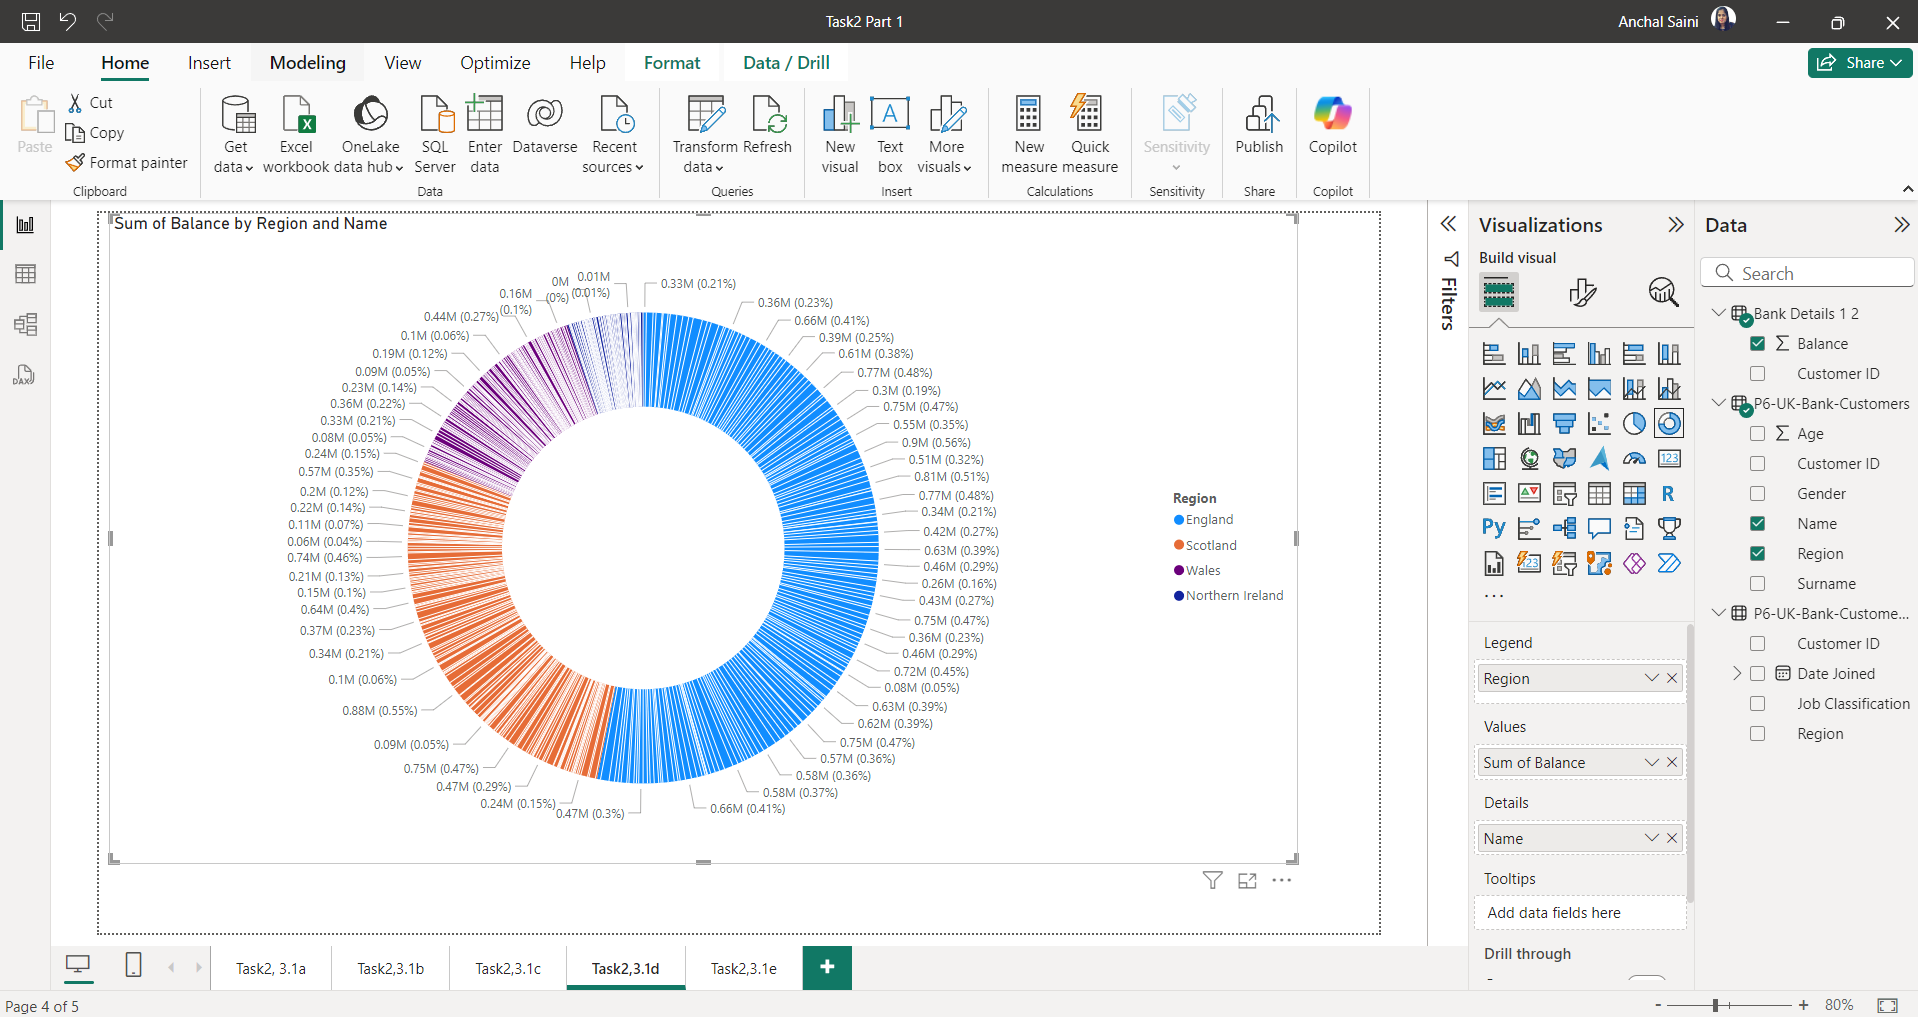 Task2 Part 1
Anchal Saini
File
Home
Insert
Modeling
View
Optimize
Help
Format
Data / Drill
Share
Paste
Cut
Copy
Format painter
Clipboard
Get data
Excel workbook
OneLake data hub
SQL Server
Enter data
Dataverse
Recent sources
Data
Transform data
Refresh
Queries
New visual
Text box
More visuals
Insert
New measure
Quick measure
Calculations
Sensitivity
Sensitivity
Publish
Share
Copilot
Copilot
Sum of Balance by Region and Name
0.33M (0.21%)
0.36M (0.23%)
0.66M (0.41%)
0.39M (0.25%)
0.61M (0.38%)
0.77M (0.48%)
0.3M (0.19%)
0.75M (0.47%)
0.55M (0.35%)
0.9M (0.56%)
0.51M (0.32%)
0.81M (0.51%)
0.77M (0.48%)
0.34M (0.21%)
0.42M (0.27%)
0.63M (0.39%)
0.46M (0.29%)
0.26M (0.16%)
0.43M (0.27%)
0.75M (0.47%)
0.36M (0.23%)
0.46M (0.29%)
0.72M (0.45%)
0.08M (0.05%)
0.63M (0.39%)
0.62M (0.39%)
0.75M (0.47%)
0.57M (0.36%)
0.58M (0.36%)
0.58M (0.37%)
0.66M (0.41%)
0.47M (0.3%)
0.24M (0.15%)
0.47M (0.29%)
0.75M (0.47%)
0.09M (0.05%)
0.88M (0.55%)
0.1M (0.06%)
0.34M (0.21%)
0.37M (0.23%)
0.64M (0.4%)
0.15M (0.1%)
0.21M (0.13%)
0.74M (0.46%)
0.06M (0.04%)
0.11M (0.07%)
0.22M (0.14%)
0.2M (0.12%)
0.57M (0.35%)
0.24M (0.15%)
0.08M (0.05%)
0.33M (0.21%)
0.36M (0.22%)
0.23M (0.14%)
0.09M (0.05%)
0.19M (0.12%)
0.1M (0.06%)
0.44M (0.27%)
0.16M
(0.1%)
0M
(0%)
0.01M
(0.01%)
Region
England
Scotland
Wales
Northern Ireland
Filters
Visualizations
Build visual
123
R
Py
123
...
Legend
Region
Values
Sum of Balance
Details
Name
Tooltips
Add data fields here
Drill through
Data
Search
Bank Details 1 2
Balance
Customer ID
P6-UK-Bank-Customers
Age
Customer ID
Gender
Name
Region
Surname
P6-UK-Bank-Custome...
Customer ID
Date Joined
Job Classification
Region
DAX
Task2, 3.1a
Task2,3.1b
Task2,3.1c
Task2,3.1d
Task2,3.1e
+
Page 4 of 5
- + 80%